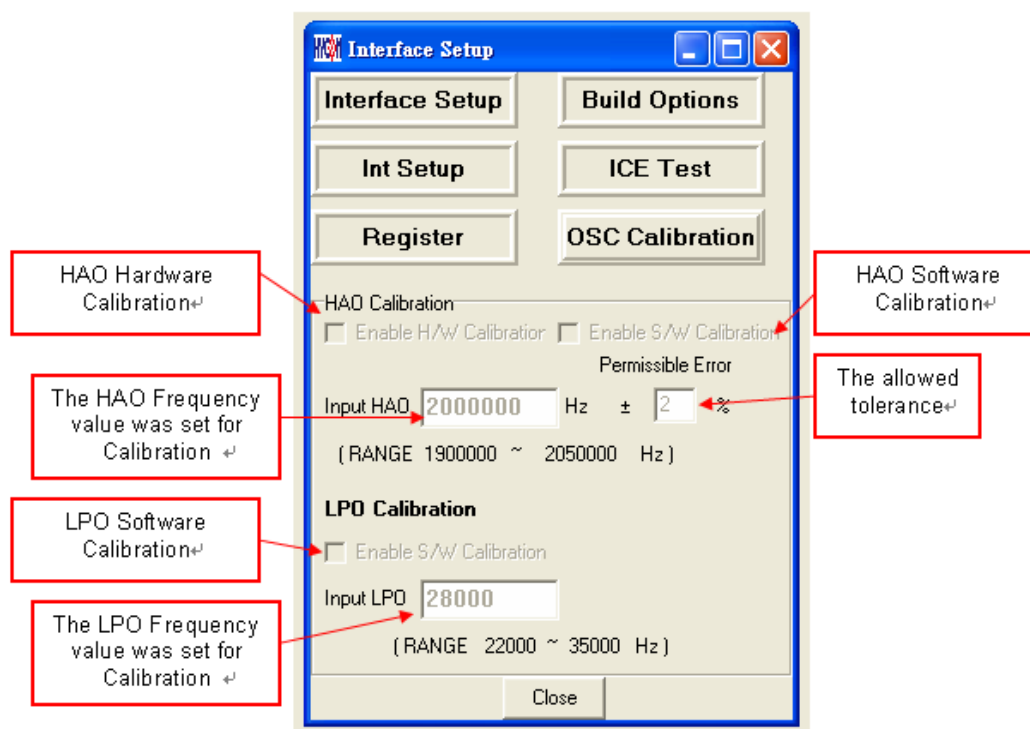 Interface Setup
Interface Setup
Build Options
Int Setup
ICE Test
Register
OSC Calibration
HAO Hardware
Calibration↵
HAO Software
Calibration↵
HAO Calibration
Enable H/W Calibration
Enable S/W Calibration
Permissible Error
The HAO Frequency
value was set for
Calibration ↵
Input HAO 2000000 Hz ± 2 %
The allowed
tolerance↵
(RANGE 1900000 ~ 2050000 Hz)
LPO Calibration
LPO Software
Calibration↵
Enable S/W Calibration
Input LPO 28000
The LPO Frequency
value was set for
Calibration ↵
(RANGE 22000 ~ 35000 Hz)
Close